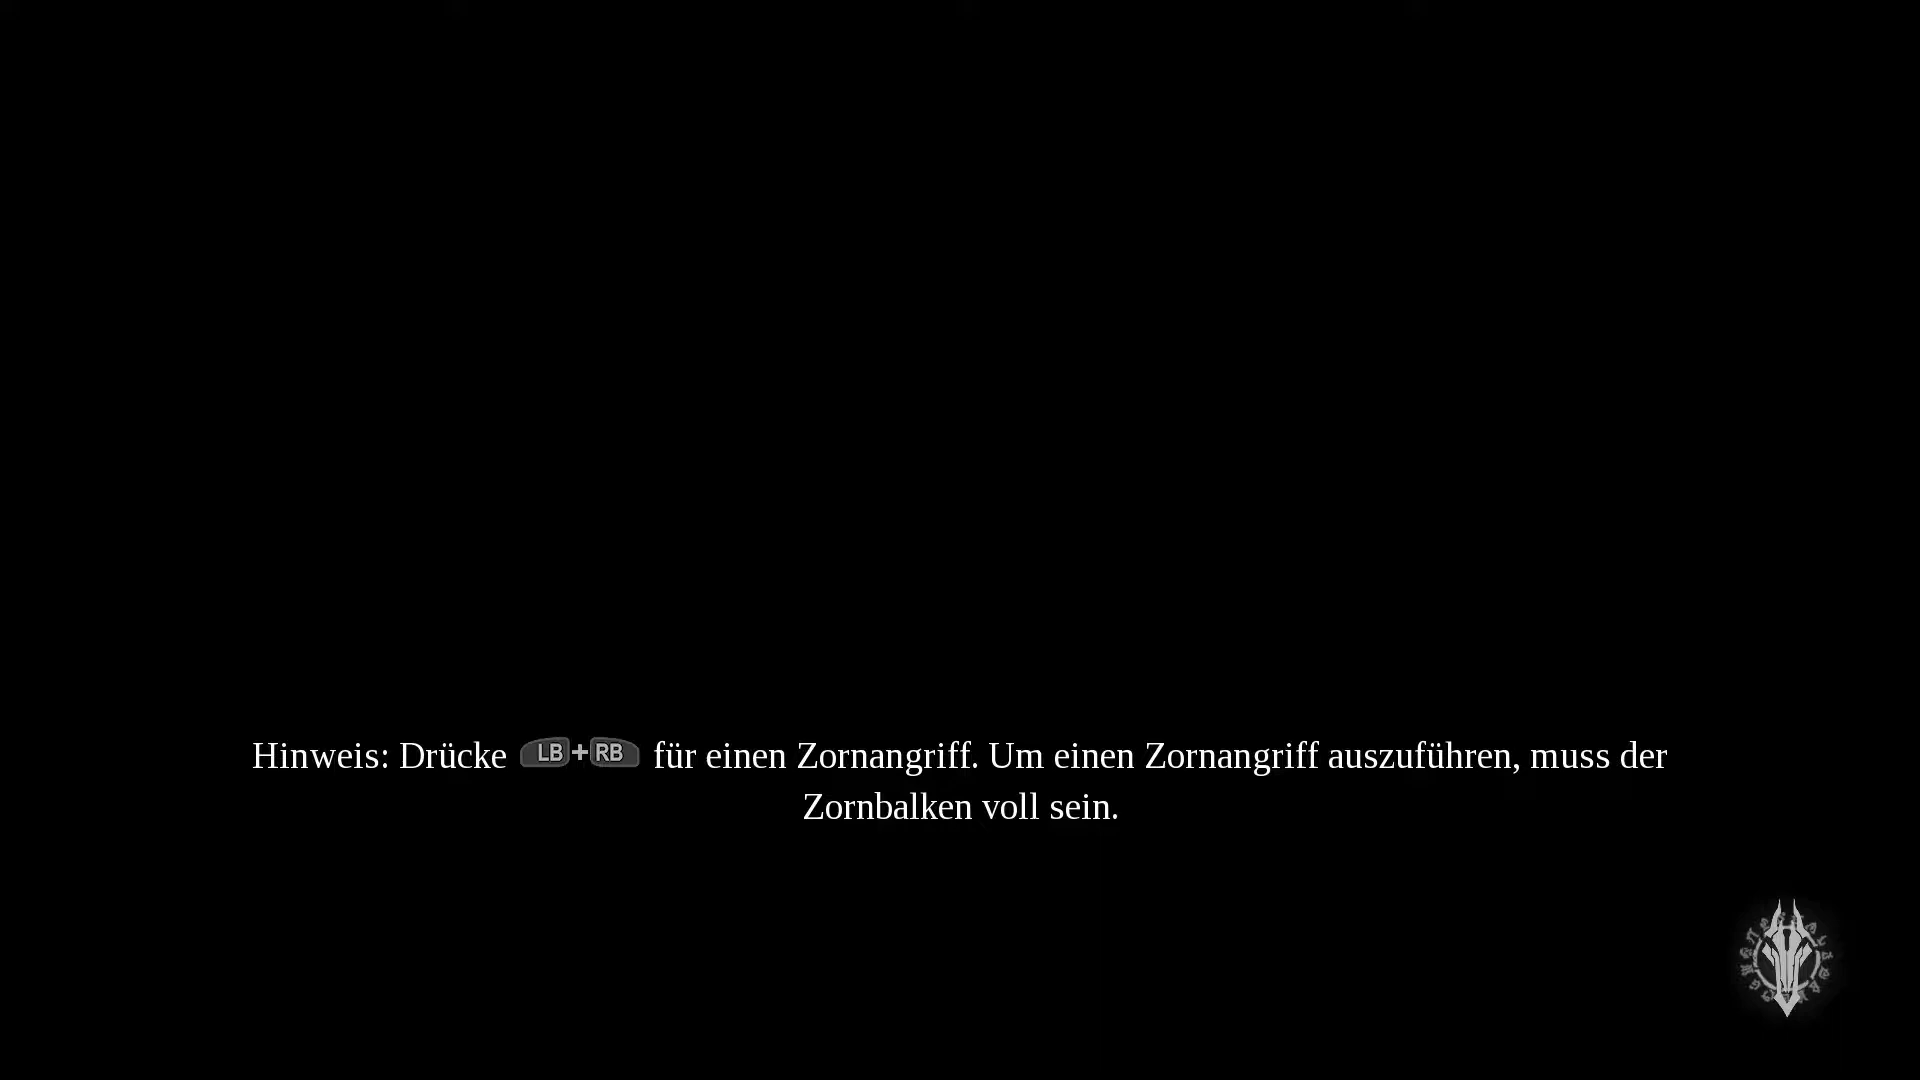 Hinweis: Drücke LB+RB für einen Zornangriff. Um einen Zornangriff auszuführen, muss der
Zornbalken voll sein.